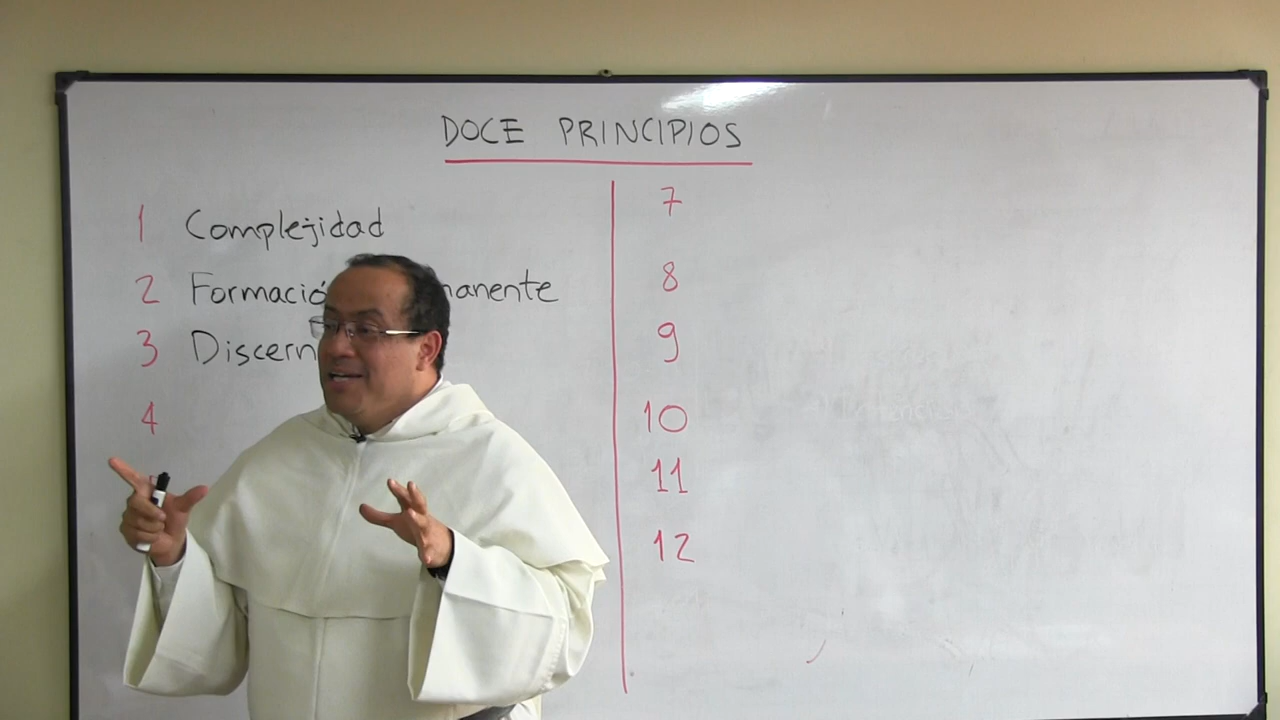 DOCE PRINCIPIOS
1 Complejidad
2 Formació manente
3 Discern
4
7
8
9
10
11
12